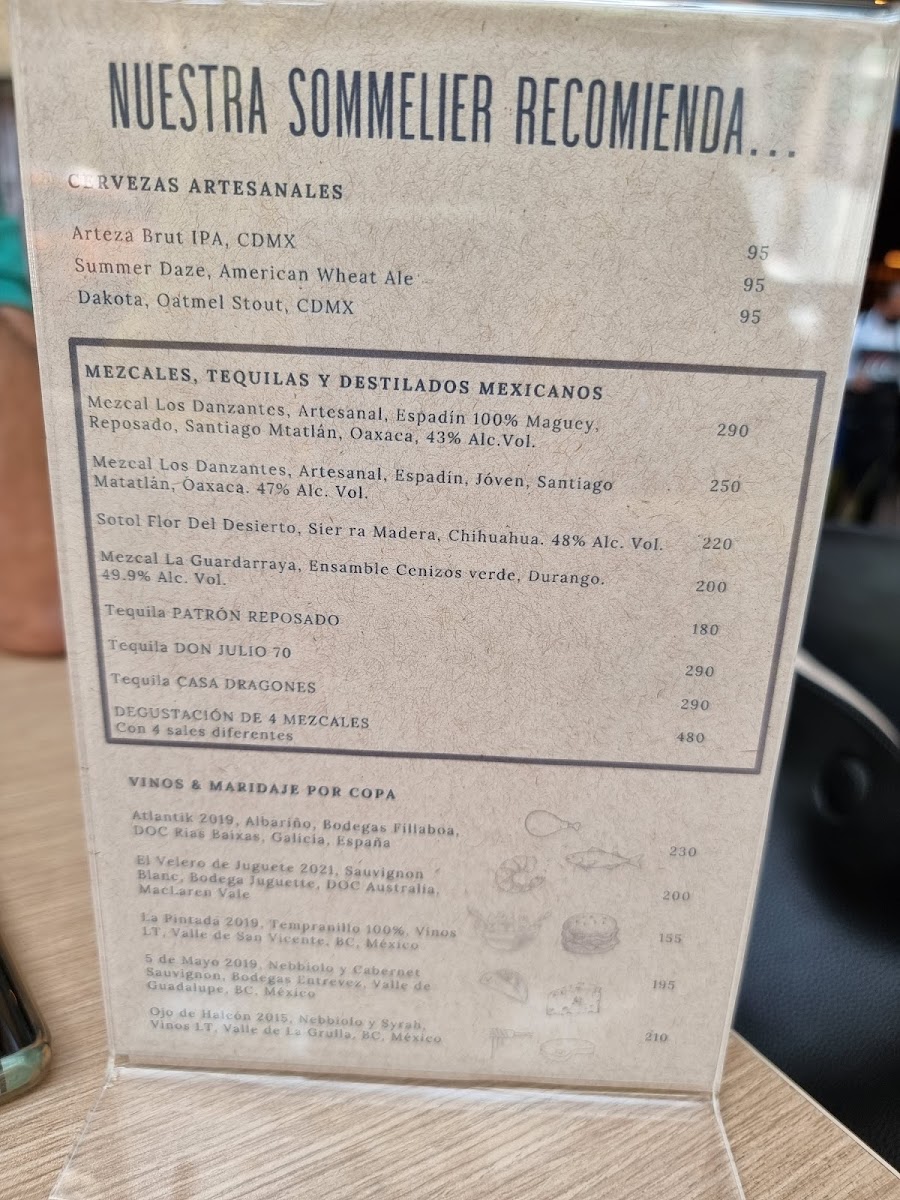 NUESTRA SOMMELIER RECOMIENDA...
CERVEZAS ARTESANALES
Arteza Brut IPA, CDMX 95
Summer Daze, American Wheat Ale 95
Dakota, Oatmel Stout, CDMX 95
MEZCALES, TEQUILAS Y DESTILADOS MEXICANOS
Mezcal Los Danzantes, Artesanal, Espadín 100% Maguey,
Reposado, Santiago Mtatlán, Oaxaca, 43% Alc.Vol. 290
Mezcal Los Danzantes, Artesanal, Espadín, Jóven, Santiago
Matatlán, Oaxaca. 47% Alc. Vol. 250
Sotol Flor Del Desierto, Sier ra Madera, Chihuahua. 48% Alc. Vol. 220
Mezcal La Guardarraya, Ensamble Cenizos verde, Durango.
49.9% Alc. Vol. 200
Tequila PATRÓN REPOSADO 180
Tequila DON JULIO 70 290
Tequila CASA DRAGONES 290
DEGUSTACIÓN DE 4 MEZCALES
Con 4 sales diferentes 480
VINOS & MARIDAJE POR COPA
Atlantik 2019, Albariño, Bodegas Fillaboa,
DOC Rias Baixas, Galicia, España 230
El Velero de Juguete 2021, Sauvignon
Blanc, Bodega Juguette, DOC Australia,
MacLaren Vale 200
La Pintada 2019, Tempranillo 100%, Vinos
LT, Valle de San Vicente, BC, México 155
5 de Mayo 2019, Nebbiolo y Cabernet
Sauvignon, Bodegas Entrevez, Valle de
Guadalupe, BC, México 195
Ojo de Halcón 2015, Nebbiolo y Syrah,
Vinos LT, Valle de La Grulla, BC, México 210